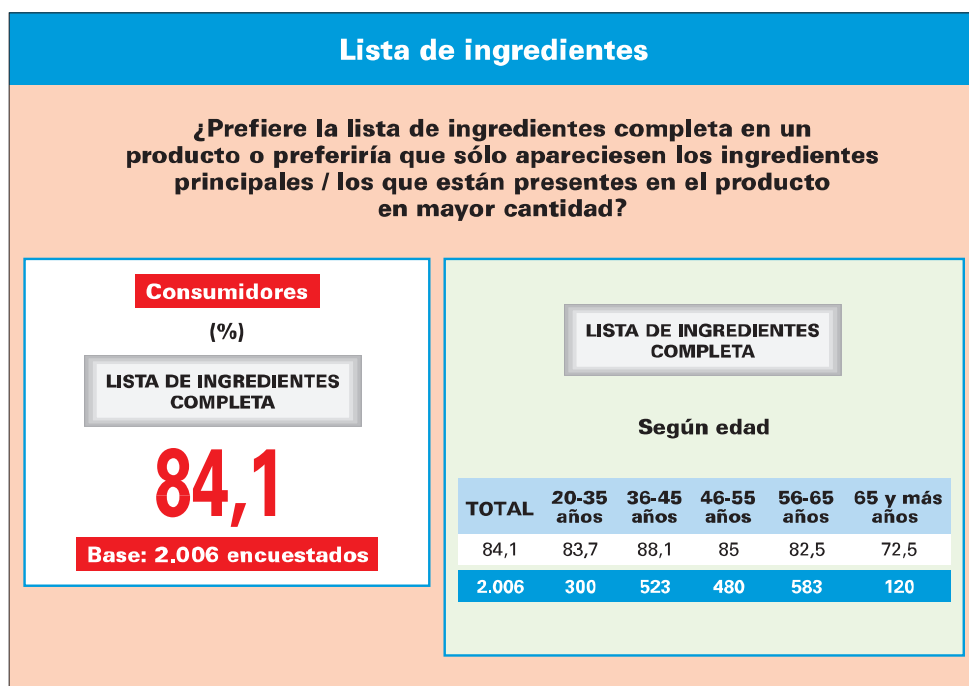 Lista de ingredientes
¿Prefiere la lista de ingredientes completa en un
producto o preferiría que sólo apareciesen los ingredientes
principales / los que están presentes en el producto
en mayor cantidad?
Consumidores
(%)
LISTA DE INGREDIENTES
COMPLETA
84,1
Base: 2.006 encuestados
LISTA DE INGREDIENTES
COMPLETA
Según edad
TOTAL 20-35 años 36-45 años 46-55 años 56-65 años 65 y más años
84,1 83,7 88,1 85 82,5 72,5
2.006 300 523 480 583 120